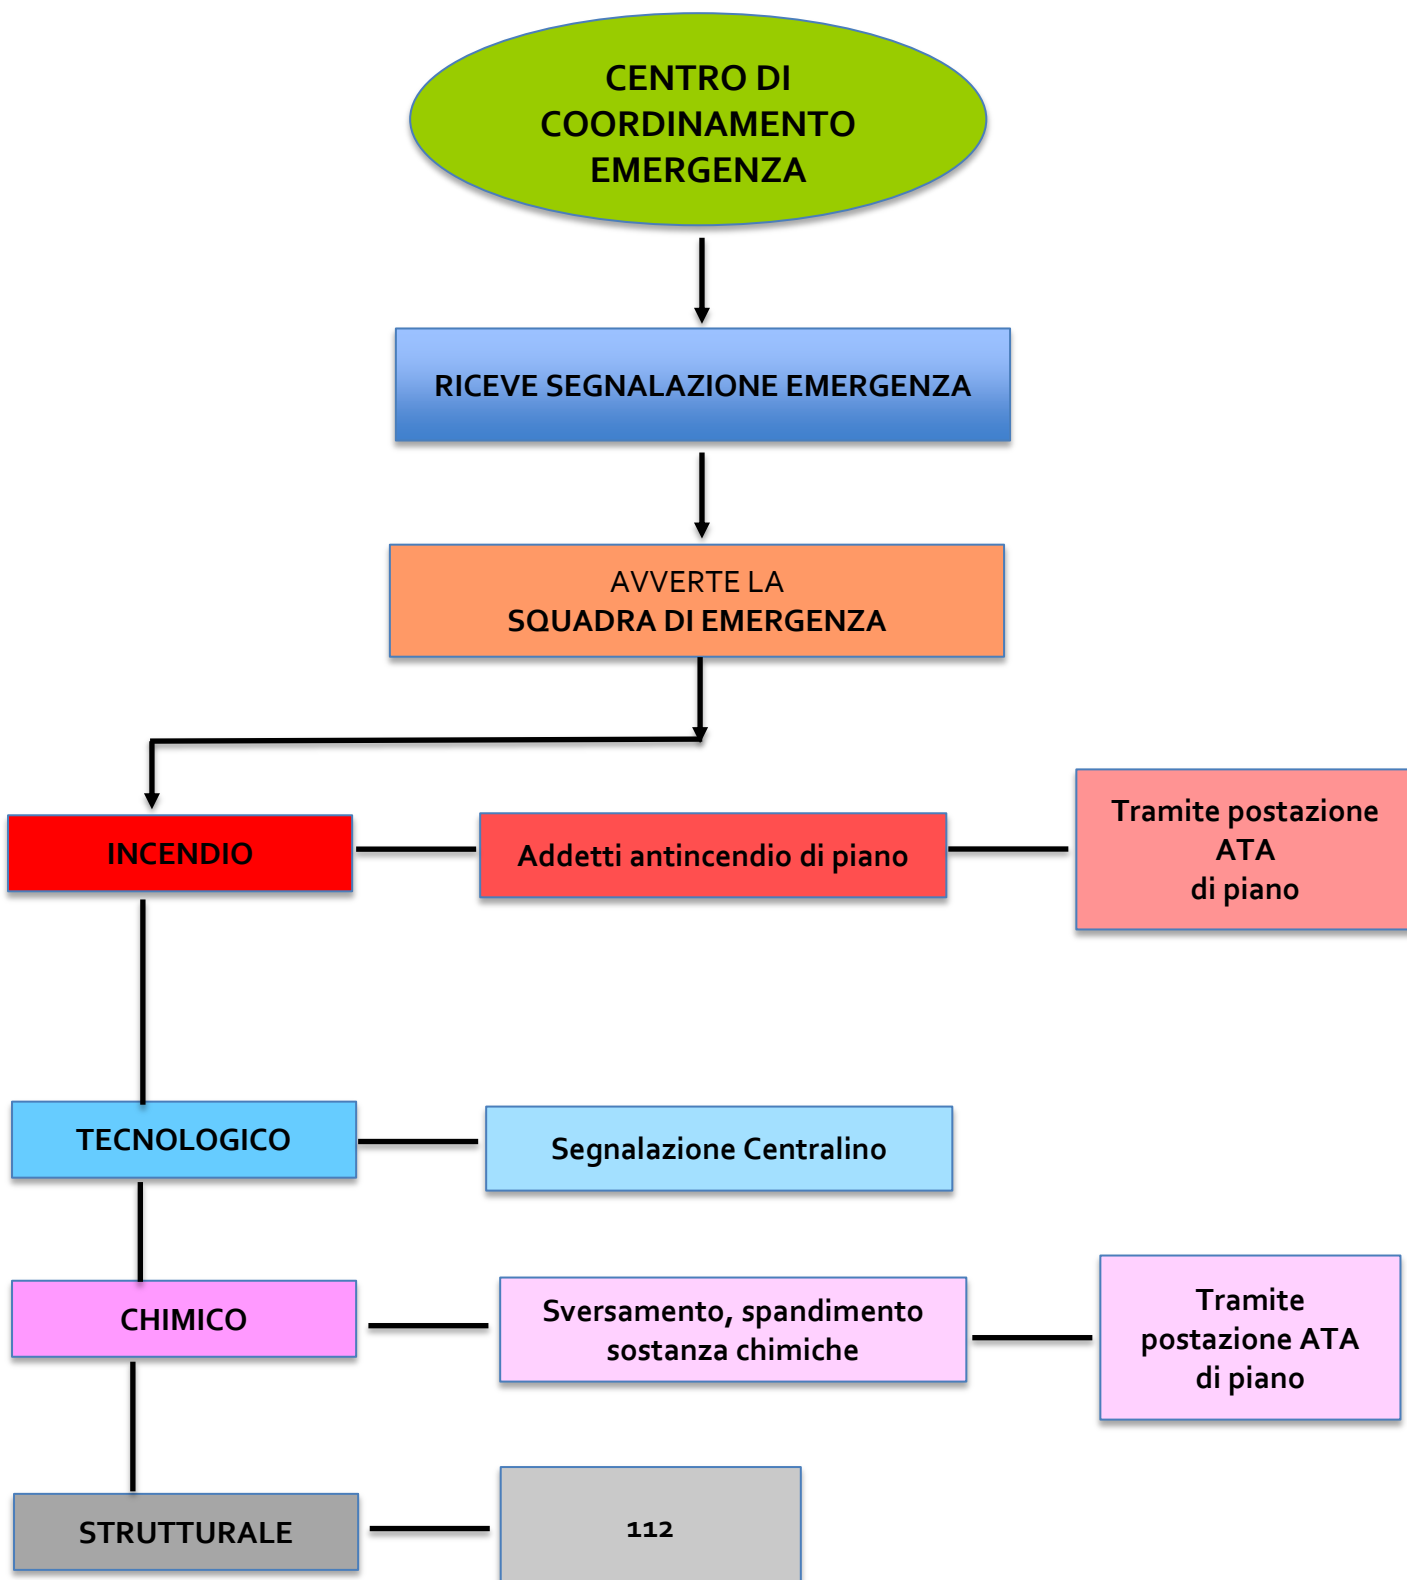 CENTRO DI
COORDINAMENTO
EMERGENZA
RICEVE SEGNALAZIONE EMERGENZA
AVVERTE LA
SQUADRA DI EMERGENZA
INCENDIO
Addetti antincendio di piano
Tramite postazione
ATA
di piano
TECNOLOGICO
Segnalazione Centralino
CHIMICO
Sversamento, spandimento
sostanza chimiche
Tramite
postazione ATA
di piano
STRUTTURALE
112